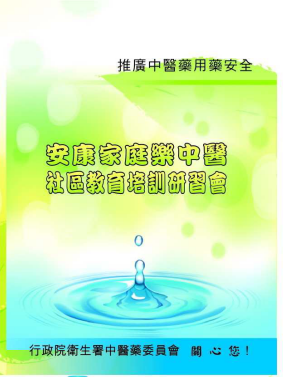 推廣中醫藥用藥安全
安康家庭樂中醫
社區教育培訓研習會
行政院衛生署中醫藥委員會 關心您！